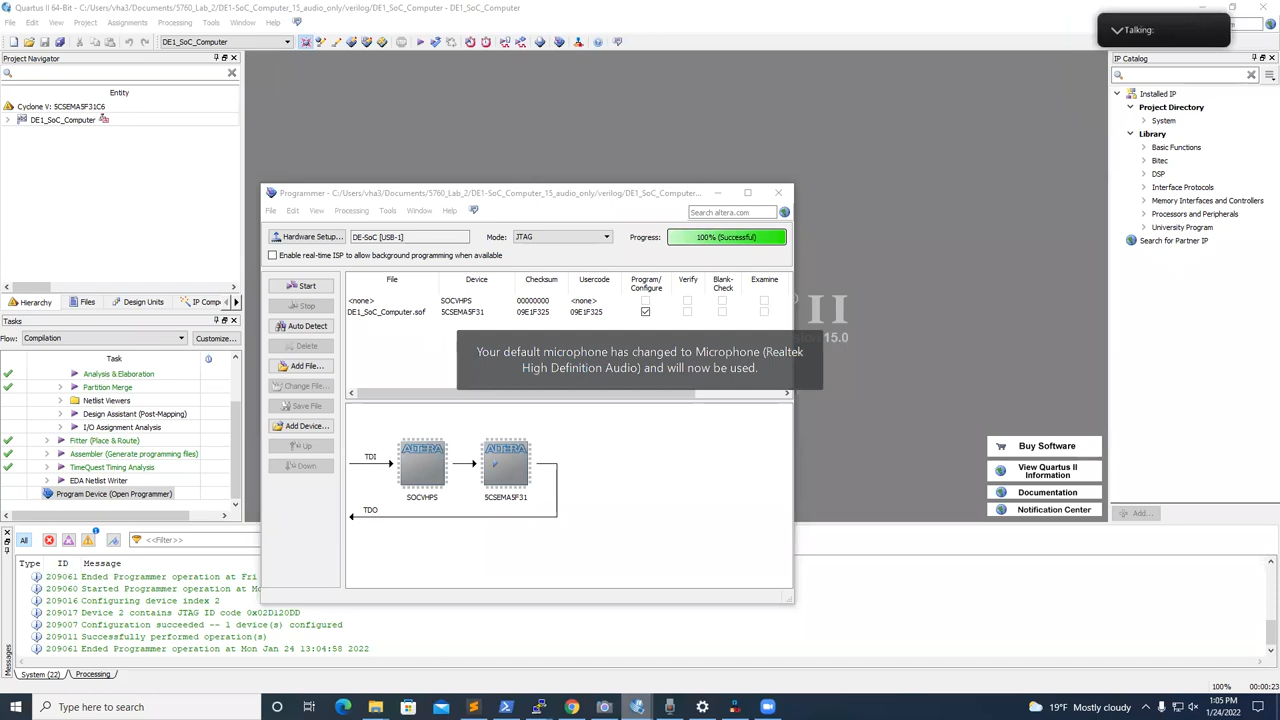 Quartus II 64-Bit - C:/Users/vha3/Documents/5760_Lab_2/DE1-SoC_Computer_15_audio_only/verilog/DE1_SoC_Computer - DE1_SoC_Computer
File Edit View Project Assignments Processing Tools Window Help
Talking:
DE1_SoC_Computer
Project Navigator
Entity
Cyclone V: 5CSEMA5F31C6
DE1_SoC_Computer
Hierarchy Files Design Units IP Compo
Tasks
Flow: Compilation Customize...
Task
Analysis & Elaboration
Partition Merge
Netlist Viewers
Design Assistant (Post-Mapping)
I/O Assignment Analysis
Fitter (Place & Route)
Assembler (Generate programming files)
TimeQuest Timing Analysis
EDA Netlist Writer
Program Device (Open Programmer)
Programmer - C:/Users/vha3/Documents/5760_Lab_2/DE1-SoC_Computer_15_audio_only/verilog/DE1_SoC_Computer...
File Edit View Processing Tools Window Help
Search altera.com
Hardware Setup... DE-SoC [USB-1] Mode: JTAG Progress: 100% (Successful)
Enable real-time ISP to allow background programming when available
Start
Stop
Auto Detect
Delete
Add File...
Change File...
Save File
Add Device...
Up
Down
File Device Checksum Usercode Program/ Configure Verify Blank- Check Examine
<none> SOCVHPS 00000000 <none>
DE1_SoC_Computer.sof 5CSEMA5F31 09E1F325 09E1F325
Your default microphone has changed to Microphone (Realtek
High Definition Audio) and will now be used.
TDI
ALTERA ALTERA
SOCVHPS 5CSEMA5F31
TDO
II
15.0
Buy Software
View Quartus II
Information
Documentation
Notification Center
IP Catalog
Installed IP
Project Directory
System
Library
Basic Functions
Bitec
DSP
Interface Protocols
Memory Interfaces and Controllers
Processors and Peripherals
University Program
Search for Partner IP
Add...
All <<Filter>>
Type ID Message
209061 Ended Programmer operation at Fri
209060 Started Programmer operation at Mo
209016 Configuring device index 2
209017 Device 2 contains JTAG ID code 0x02D120DD
209007 Configuration succeeded -- 1 device(s) configured
209011 Successfully performed operation(s)
209061 Ended Programmer operation at Mon Jan 24 13:04:58 2022
Messages
System (22) Processing
100% 00:00:23
Type here to search
19°F Mostly cloudy
1:05 PM
1/24/2022